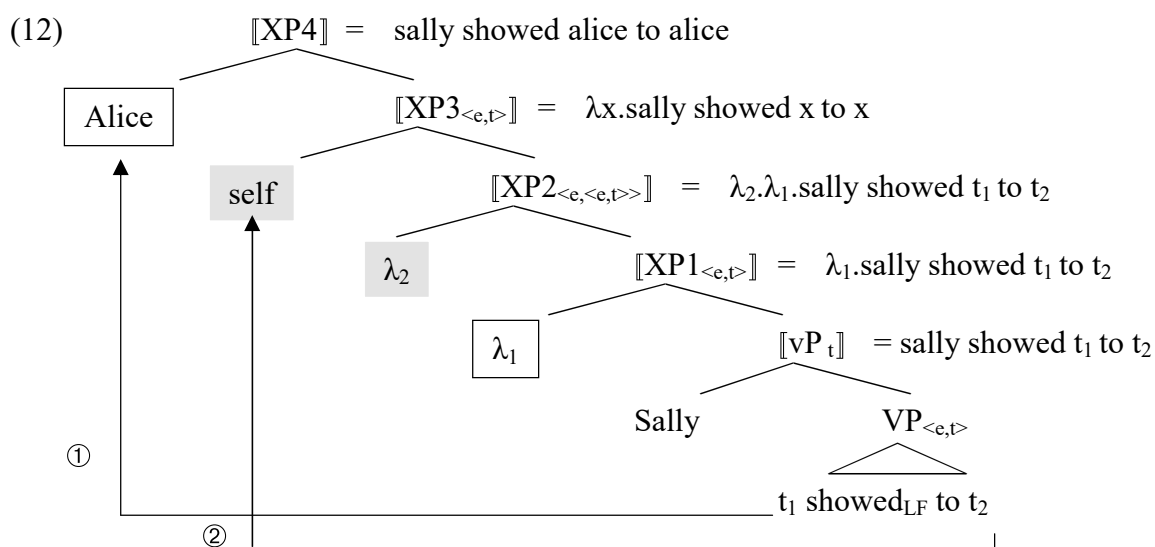 (12) ⟦XP4⟧ = sally showed alice to alice
Alice ⟦XP3<e,t>⟧ = λx.sally showed x to x
self ⟦XP2<e,<e,t>>⟧ = λ₂.λ₁.sally showed t₁ to t₂
λ₂ ⟦XP1<e,t>⟧ = λ₁.sally showed t₁ to t₂
λ₁ ⟦vP t⟧ = sally showed t₁ to t₂
Sally VP<e,t>
①
t₁ showedLF to t₂
②